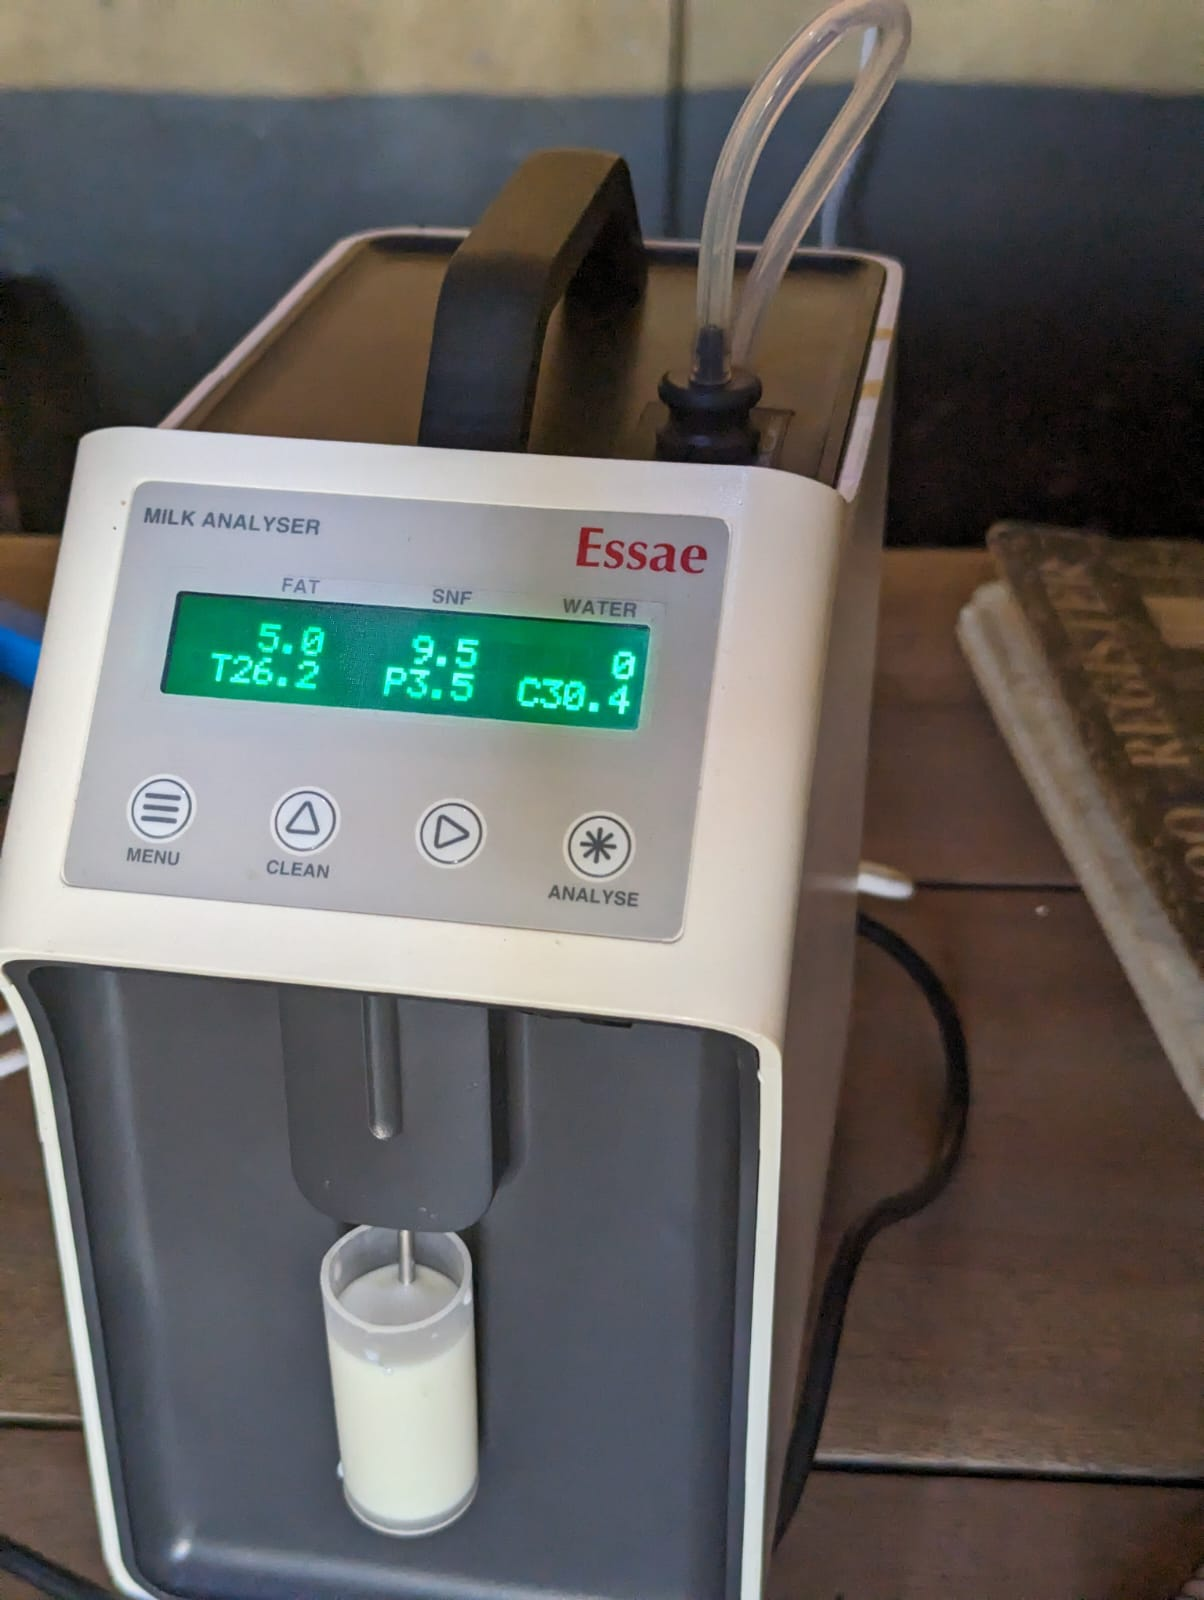 MILK ANALYSER
Essae
FAT SNF WATER
5.0 9.5 0
T26.2 P3.5 C30.4
MENU CLEAN ANALYSE
REGISTER